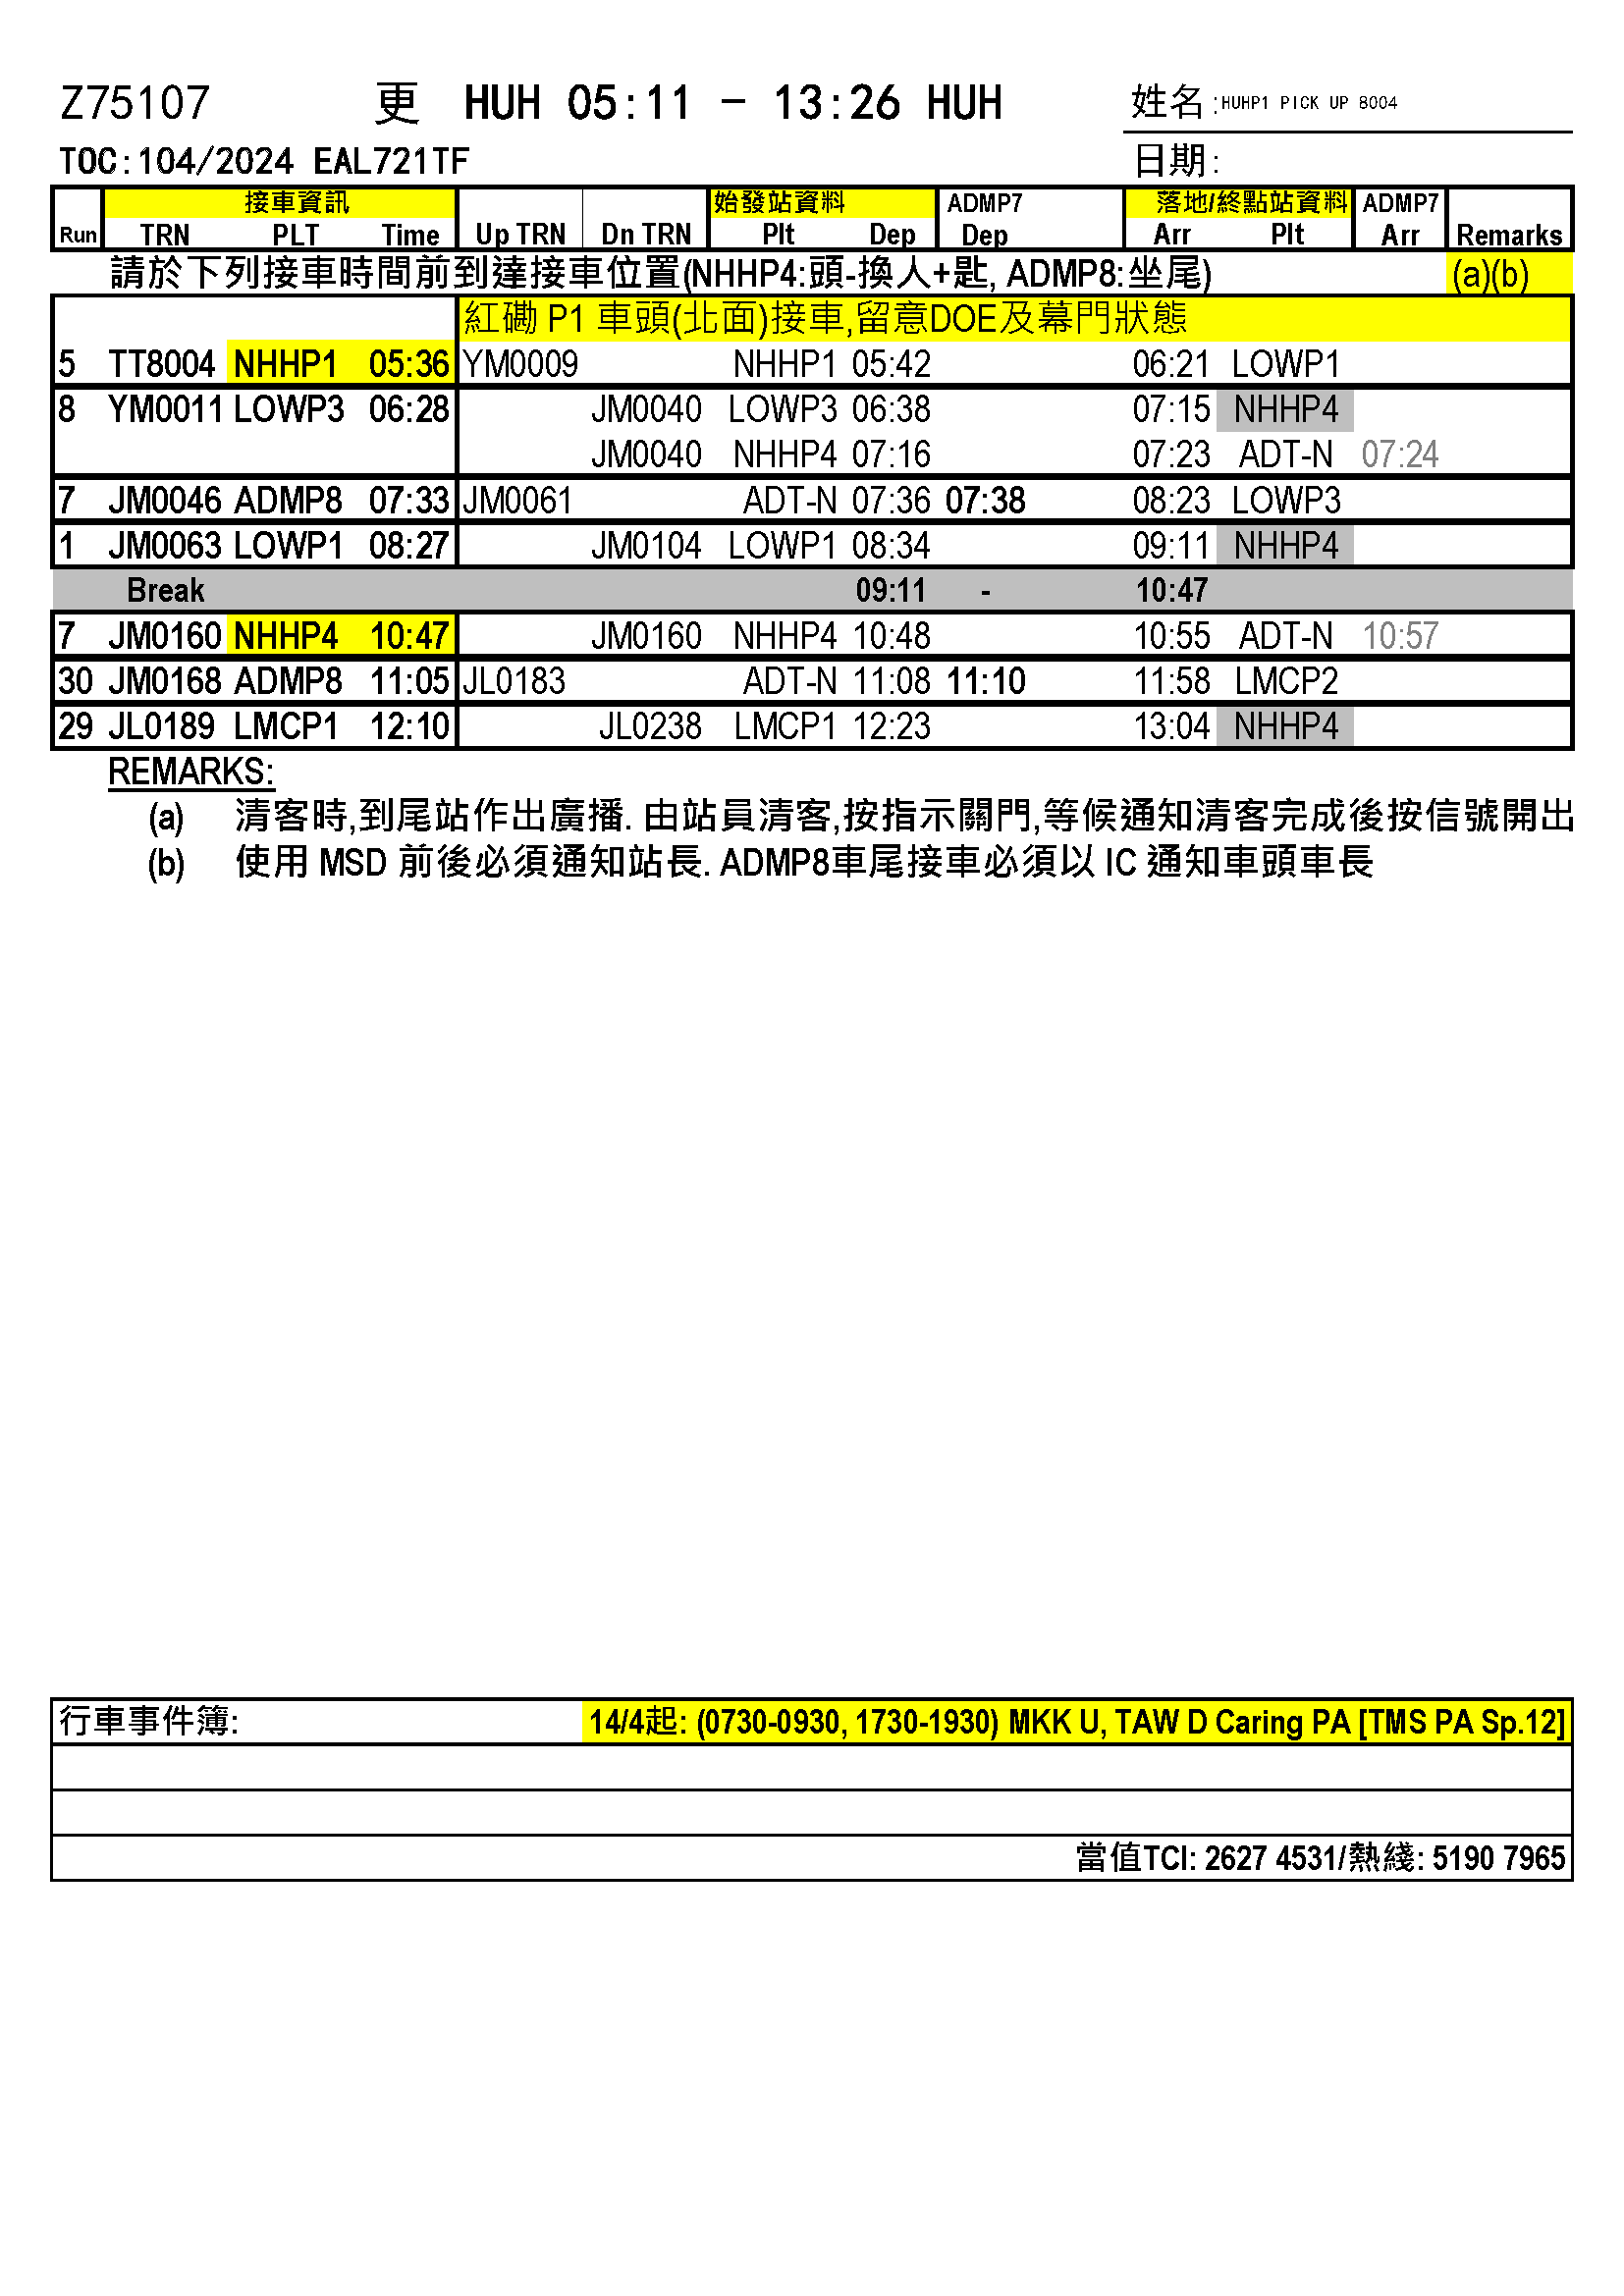 Z75107 更 HUH 05:11 - 13:26 HUH 姓名:HUHP1 PICK UP 8004
TOC:104/2024 EAL721TF 日期:
接車資訊 始發站資料 ADMP7 落地/終點站資料 ADMP7
Run TRN PLT Time Up TRN Dn TRN Plt Dep Dep Arr Plt Arr Remarks
請於下列接車時間前到達接車位置(NHHP4:頭-換人+匙, ADMP8:坐尾) (a)(b)
紅磡 P1 車頭(北面)接車,留意DOE及幕門狀態
5 TT8004 NHHP1 05:36 YM0009 NHHP1 05:42 06:21 LOWP1
8 YM0011 LOWP3 06:28 JM0040 LOWP3 06:38 07:15 NHHP4
JM0040 NHHP4 07:16 07:23 ADT-N 07:24
7 JM0046 ADMP8 07:33 JM0061 ADT-N 07:36 07:38 08:23 LOWP3
1 JM0063 LOWP1 08:27 JM0104 LOWP1 08:34 09:11 NHHP4
Break 09:11 - 10:47
7 JM0160 NHHP4 10:47 JM0160 NHHP4 10:48 10:55 ADT-N 10:57
30 JM0168 ADMP8 11:05 JL0183 ADT-N 11:08 11:10 11:58 LMCP2
29 JL0189 LMCP1 12:10 JL0238 LMCP1 12:23 13:04 NHHP4
REMARKS:
(a) 清客時,到尾站作出廣播. 由站員清客,按指示關門,等候通知清客完成後按信號開出
(b) 使用 MSD 前後必須通知站長. ADMP8車尾接車必須以 IC 通知車頭車長
行車事件簿: 14/4起: (0730-0930, 1730-1930) MKK U, TAW D Caring PA [TMS PA Sp.12]
當值TCI: 2627 4531/熱綫: 5190 7965